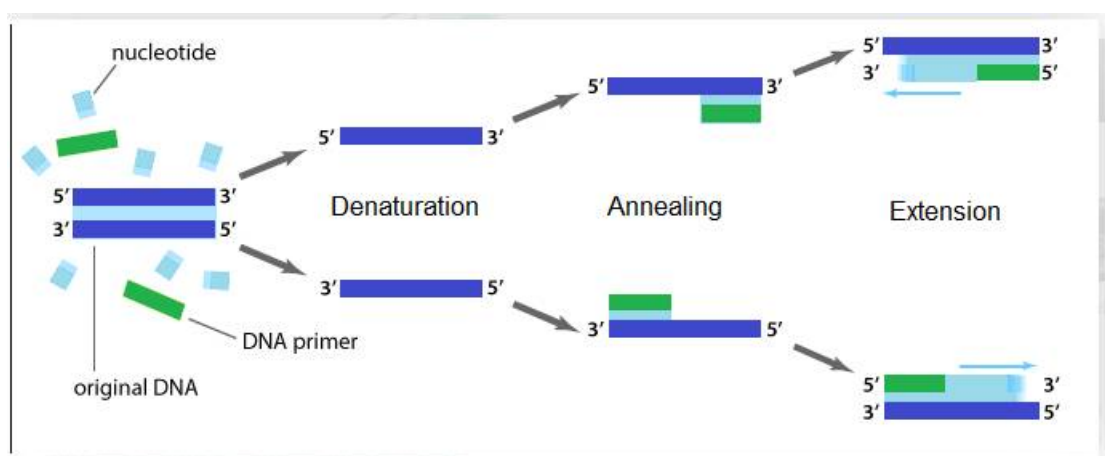 nucleotide
5′ 3′
3′ 5′
DNA primer
original DNA
5′ 3′
Denaturation
3′ 5′
5′ 3′
Annealing
3′ 5′
5′ 3′
3′ 5′
Extension
5′ 3′
3′ 5′